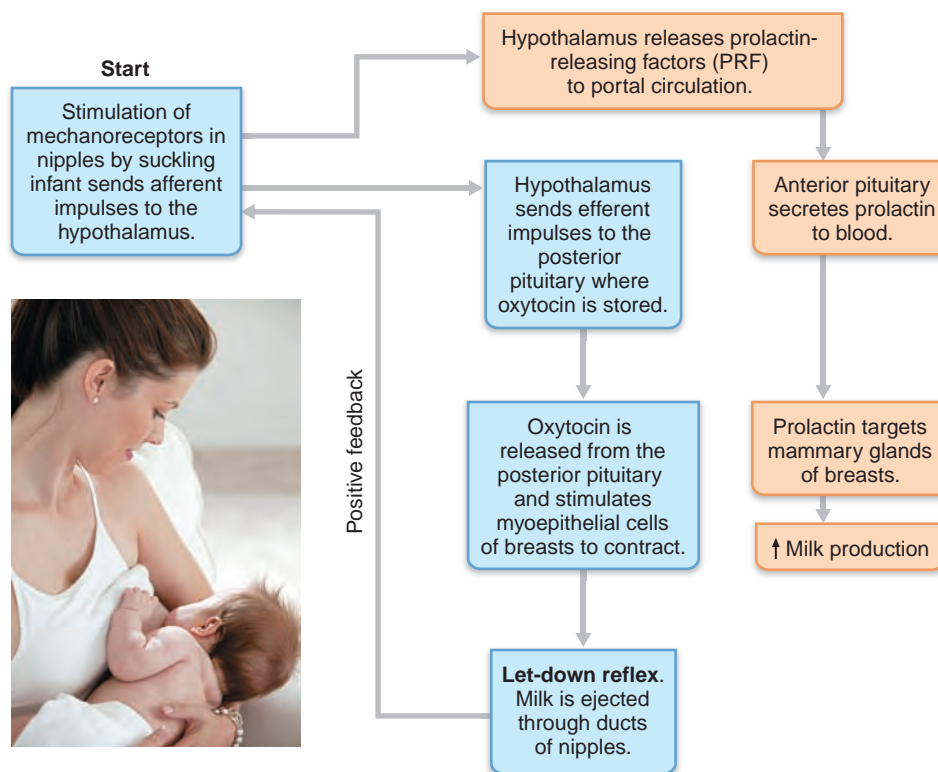 Start
Stimulation of
mechanoreceptors in
nipples by suckling
infant sends afferent
impulses to the
hypothalamus.
Hypothalamus releases prolactin-
releasing factors (PRF)
to portal circulation.
Hypothalamus
sends efferent
impulses to the
posterior
pituitary where
oxytocin is stored.
Anterior pituitary
secretes prolactin
to blood.
Positive feedback
Oxytocin is
released from the
posterior pituitary
and stimulates
myoepithelial cells
of breasts to contract.
Prolactin targets
mammary glands
of breasts.
↑ Milk production
Let-down reflex.
Milk is ejected
through ducts
of nipples.